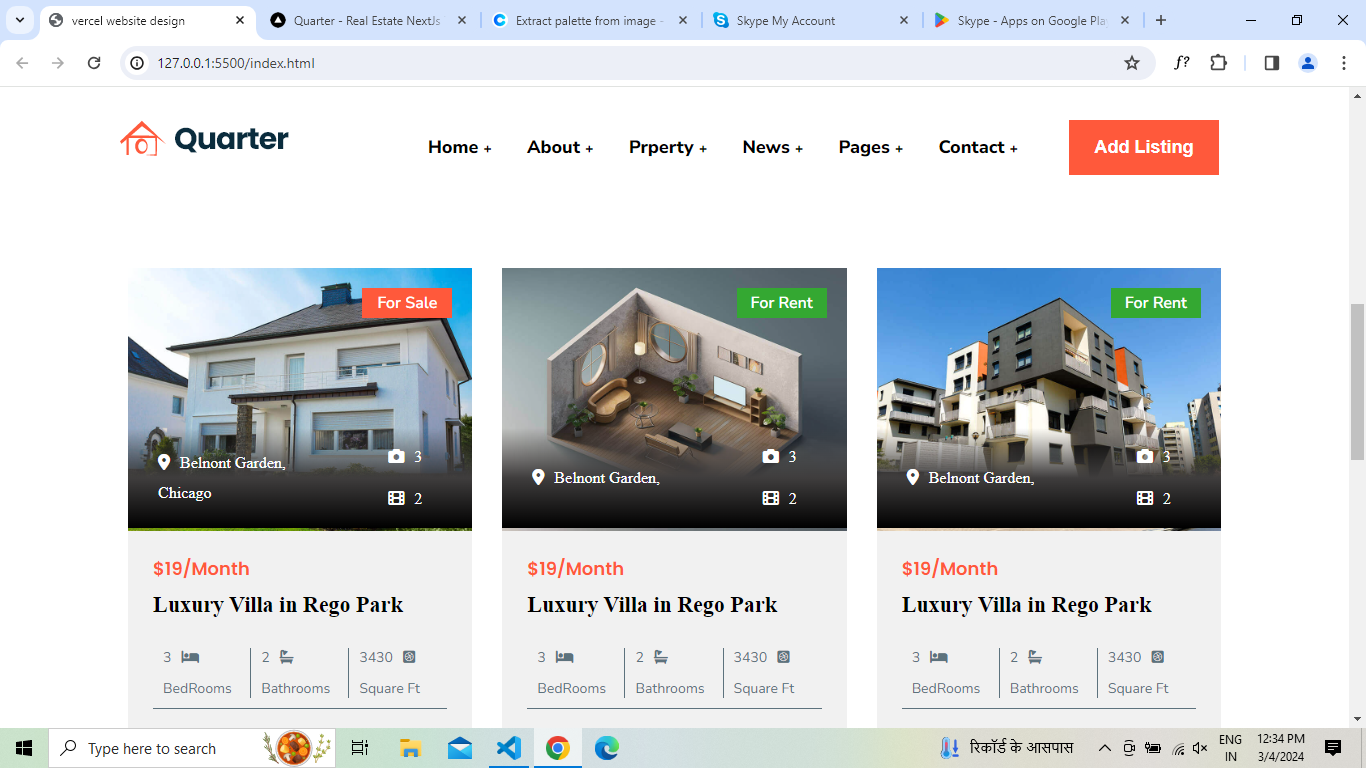 vercel website design
Quarter - Real Estate NextJs
Extract palette from image -
Skype My Account
Skype - Apps on Google Pla
127.0.0.1:5500/index.html
f?
Quarter
Home +
About +
Prperty +
News +
Pages +
Contact +
Add Listing
For Sale
For Rent
For Rent
Belnont Garden,
Chicago
3
2
Belnont Garden,
3
2
Belnont Garden,
3
2
$19/Month
$19/Month
$19/Month
Luxury Villa in Rego Park
Luxury Villa in Rego Park
Luxury Villa in Rego Park
3
2
3430
3
2
3430
3
2
3430
BedRooms
Bathrooms
Square Ft
BedRooms
Bathrooms
Square Ft
BedRooms
Bathrooms
Square Ft
Type here to search
रिकॉर्ड के आसपास
ENG
IN
12:34 PM
3/4/2024